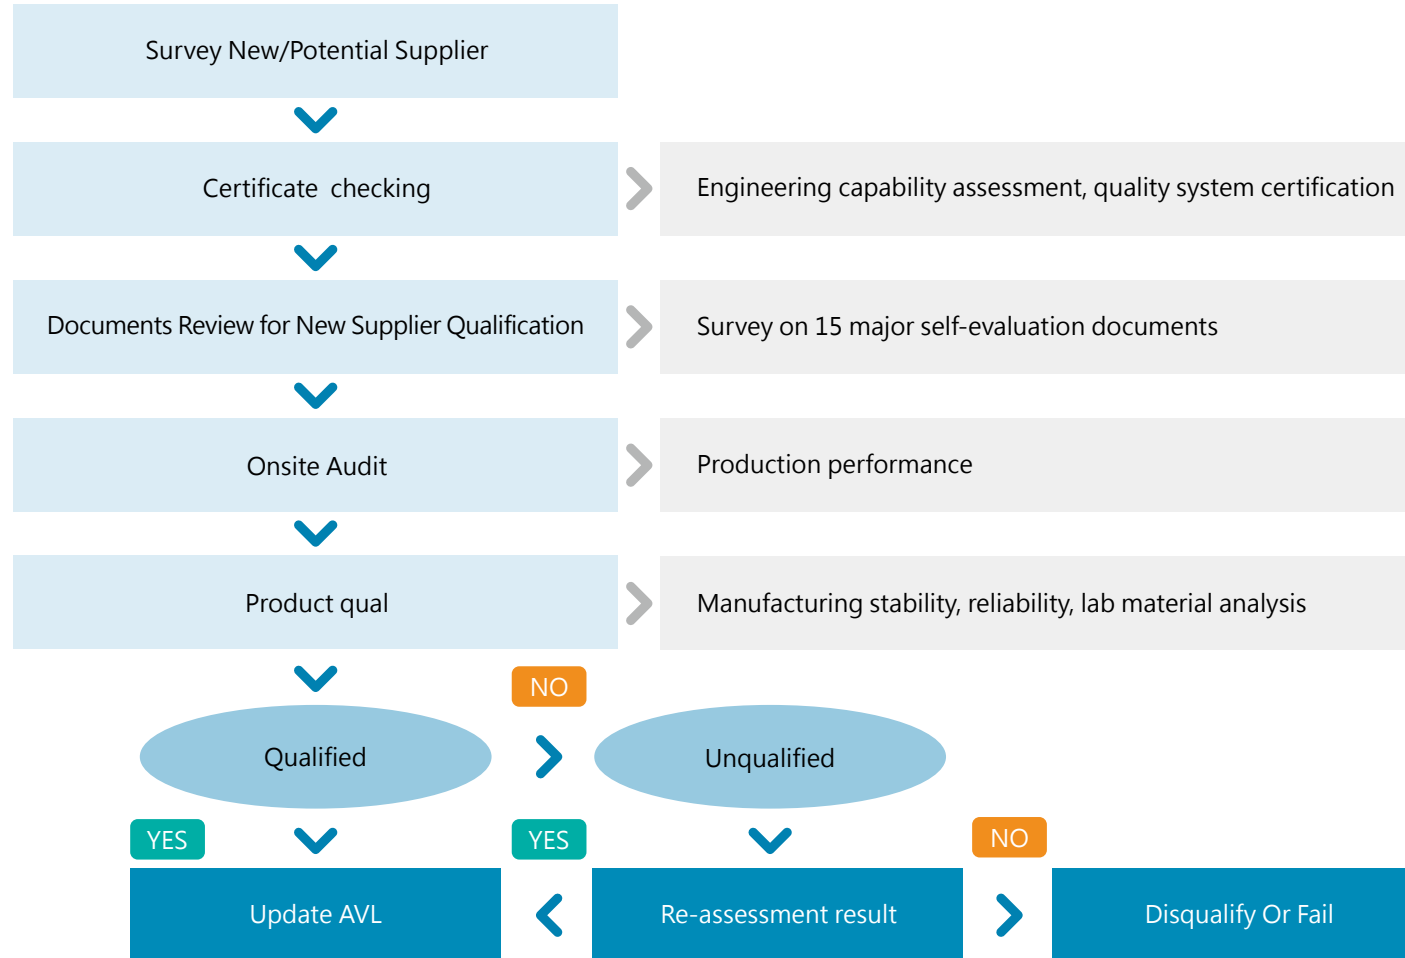 Survey New/Potential Supplier
Certificate checking
Engineering capability assessment, quality system certification
Documents Review for New Supplier Qualification
Survey on 15 major self-evaluation documents
Onsite Audit
Production performance
Product qual
Manufacturing stability, reliability, lab material analysis
NO
Qualified
Unqualified
YES
YES
NO
Update AVL
Re-assessment result
Disqualify Or Fail